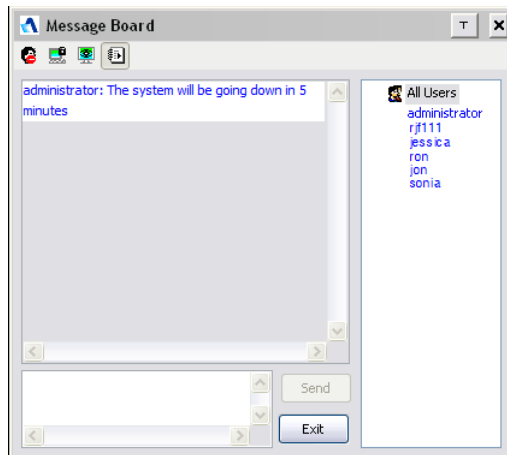 Message Board
T
administrator: The system will be going down in 5
minutes
All Users
administrator
rjf111
jessica
ron
jon
sonia
Send
Exit